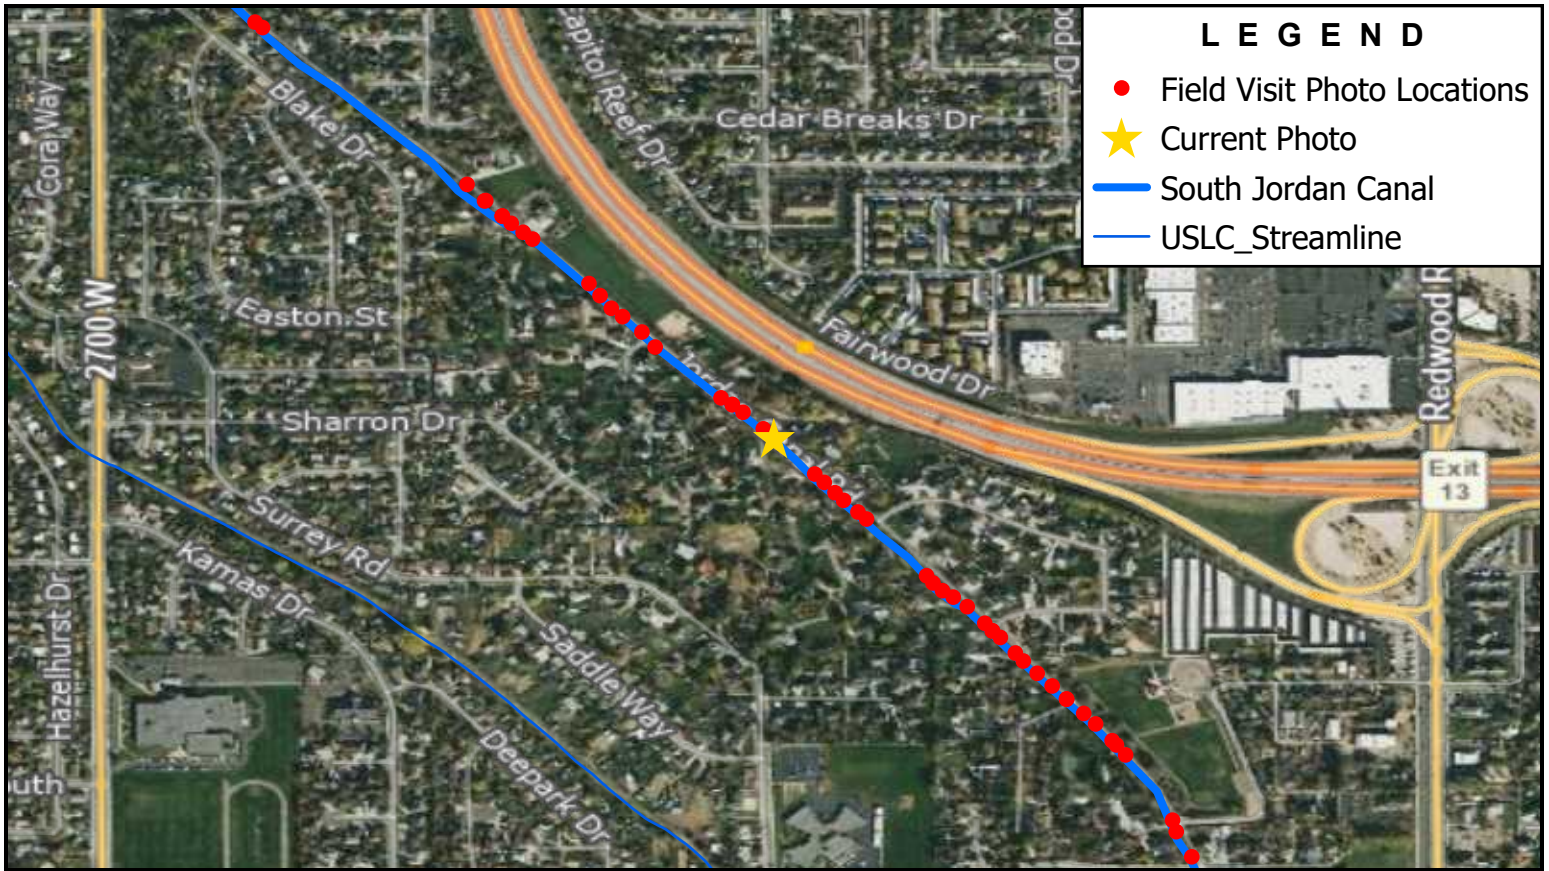 LEGEND
Field Visit Photo Locations
Current Photo
South Jordan Canal
USLC_Streamline
Cora Way
Blake Dr
Capitol Reef Dr
Cedar Breaks Dr
2700 W
Easton St
Fairwood Dr
Sharron Dr
Exit
13
Surrey Rd
Kamas Dr
Hazelhurst Dr
Saddle Way
Deepark Dr
uth